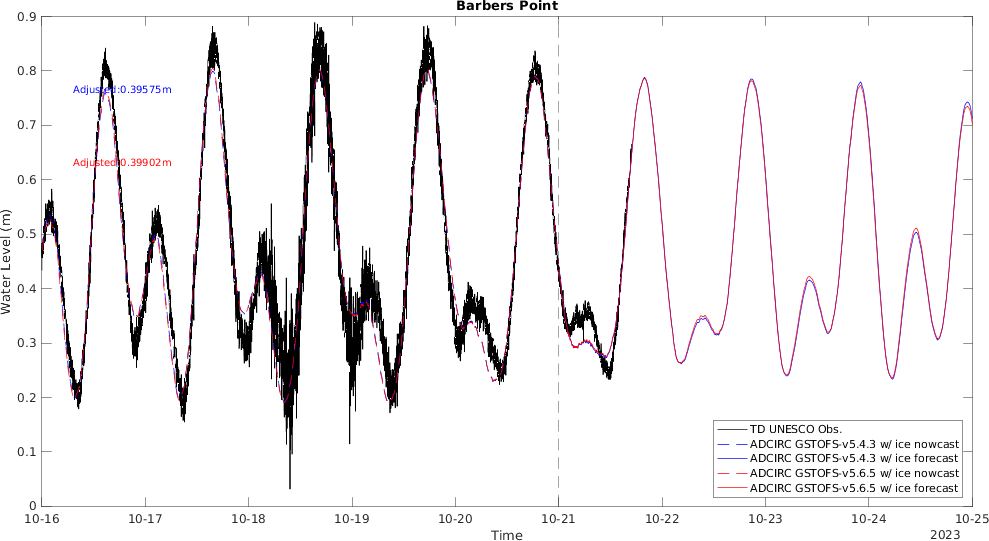 Barbers Point
0.9
0.8
0.7
0.6
0.5
0.4
0.3
0.2
0.1
0
Water Level (m)
Adjusted:0.39575m
Adjusted:0.39902m
TD UNESCO Obs.
ADCIRC GSTOFS-v5.4.3 w/ ice nowcast
ADCIRC GSTOFS-v5.4.3 w/ ice forecast
ADCIRC GSTOFS-v5.6.5 w/ ice nowcast
ADCIRC GSTOFS-v5.6.5 w/ ice forecast
10-16 10-17 10-18 10-19 10-20 10-21 10-22 10-23 10-24 10-25
Time
2023